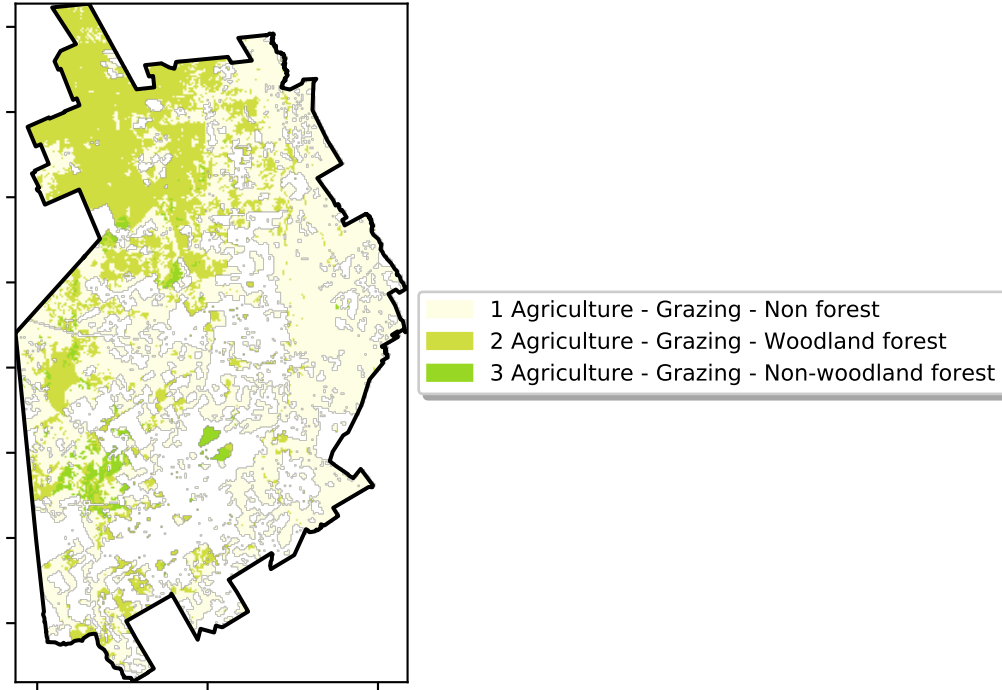 1 Agriculture - Grazing - Non forest
2 Agriculture - Grazing - Woodland forest
3 Agriculture - Grazing - Non-woodland forest